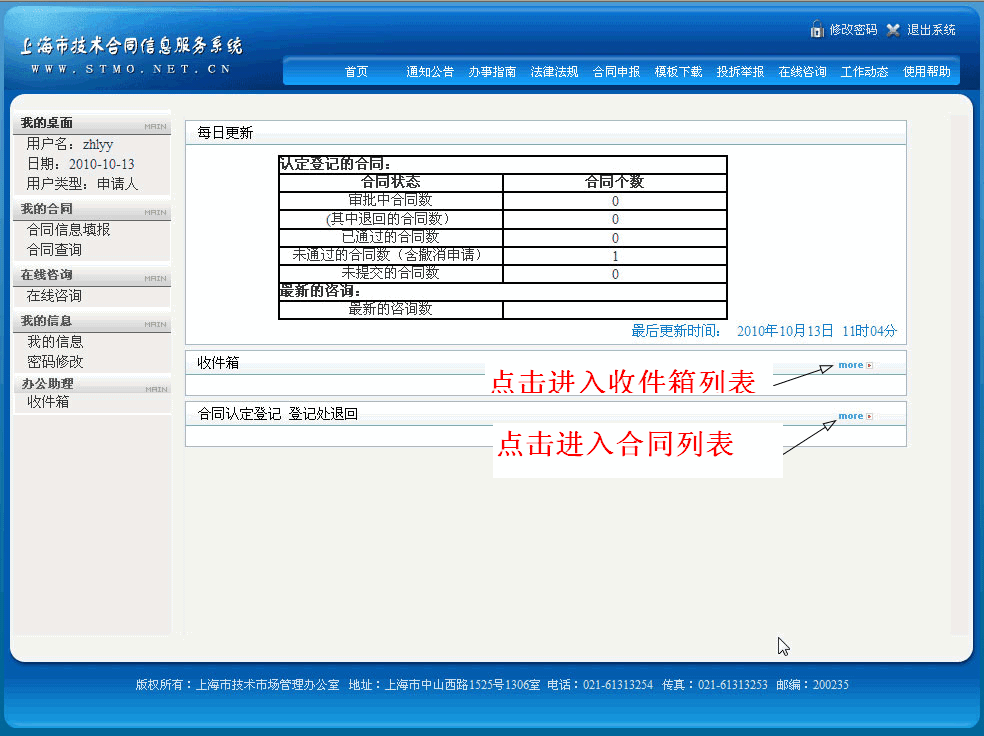 上海市技术合同信息服务系统
WWW.STMO.NET.CN
修改密码 退出系统
首页 通知公告 办事指南 法律法规 合同申报 模板下载 投拆举报 在线咨询 工作动态 使用帮助
我的桌面 MAIN
用户名：zhlyy
日期：2010-10-13
用户类型：申请人
我的合同 MAIN
合同信息填报
合同查询
在线咨询 MAIN
在线咨询
我的信息 MAIN
我的信息
密码修改
办公助理 MAIN
收件箱
每日更新
认定登记的合同：
合同状态 合同个数
审批中合同数 0
(其中退回的合同数） 0
已通过的合同数 0
未通过的合同数（含撤消申请） 1
未提交的合同数 0
最新的咨询：
最新的咨询数
最后更新时间： 2010年10月13日 11时04分
收件箱 more
点击进入收件箱列表
合同认定登记 登记处退回 more
点击进入合同列表
版权所有：上海市技术市场管理办公室 地址：上海市中山西路1525号1306室 电话：021-61313254 传真：021-61313253 邮编：200235